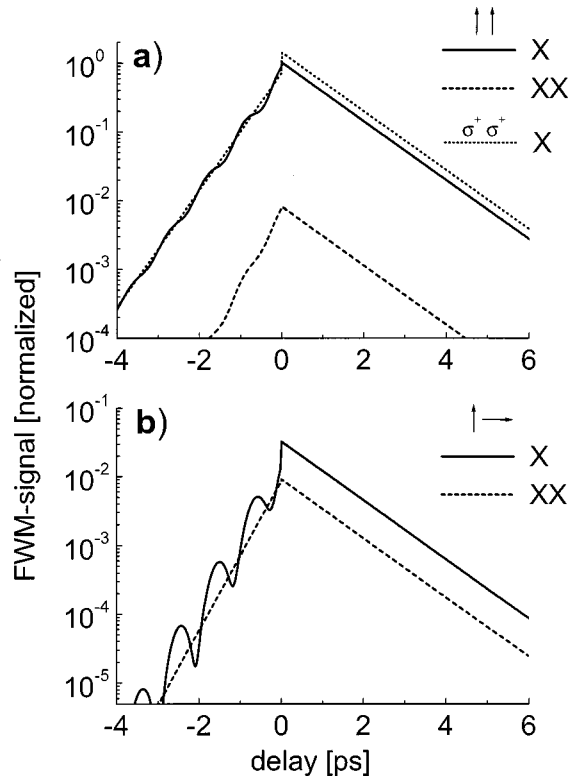 a)
↑↑
X
XX
σ⁺ σ⁺
X
10⁰
10⁻¹
10⁻²
10⁻³
10⁻⁴
-4 -2 0 2 4 6
b)
↑→
X
XX
10⁻¹
10⁻²
10⁻³
10⁻⁴
10⁻⁵
-4 -2 0 2 4 6
delay [ps]
FWM-signal [normalized]